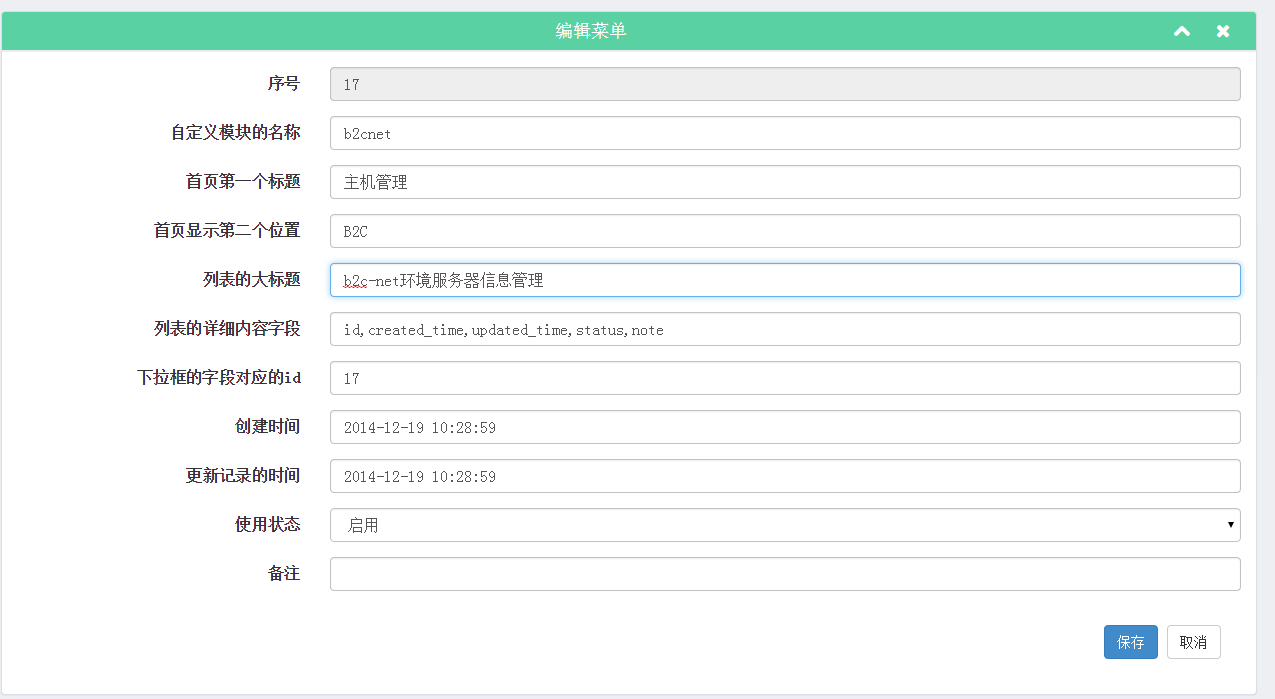 编辑菜单
序号 17
自定义模块的名称 b2cnet
首页第一个标题 主机管理
首页显示第二个位置 B2C
列表的大标题 b2c-net环境服务器信息管理
列表的详细内容字段 id,created_time,updated_time,status,note
下拉框的字段对应的id 17
创建时间 2014-12-19 10:28:59
更新记录的时间 2014-12-19 10:28:59
使用状态 启用
备注
保存 取消